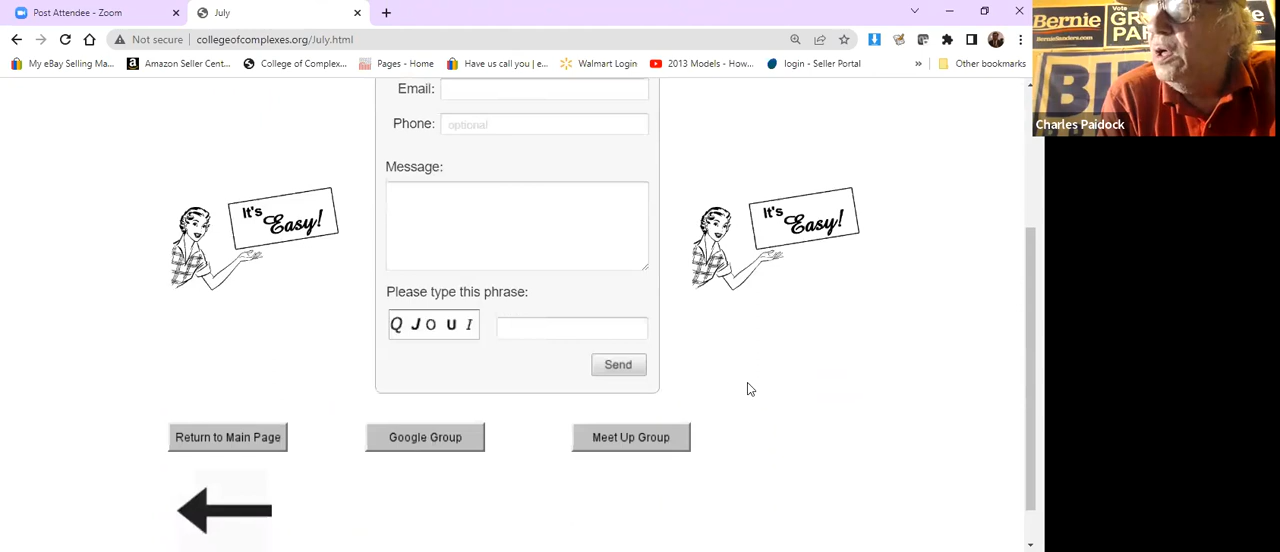 Post Attendee - Zoom
July
Not secure
collegeofcomplexes.org/July.html
My eBay Selling Ma...
Amazon Seller Cent...
College of Complex...
Pages - Home
Have us call you | e...
Walmart Login
2013 Models - How...
login - Seller Portal
»
Other bookmarks
Bernie
BernieSanders.com
Vote
Charles Paidock
Email:
Phone:
optional
Message:
It's
Easy!
It's
Easy!
Please type this phrase:
Q J O U I
Send
Return to Main Page
Google Group
Meet Up Group